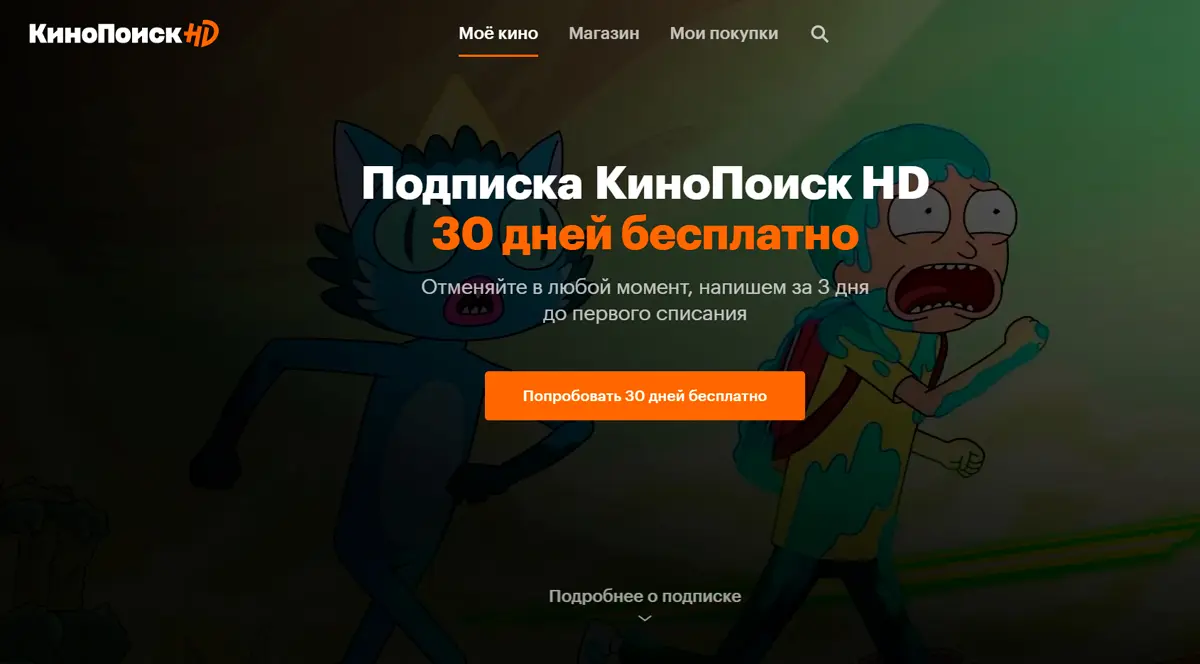 КиноПоиск HD
Моё кино
Магазин
Мои покупки
Подписка КиноПоиск HD
30 дней бесплатно
Отменяйте в любой момент, напишем за 3 дня
до первого списания
Попробовать 30 дней бесплатно
Подробнее о подписке